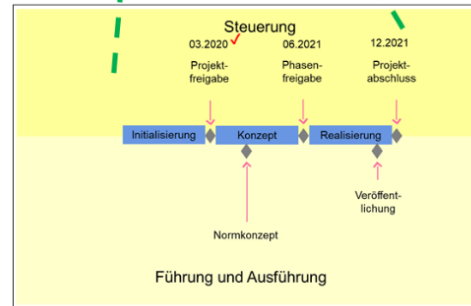 Steuerung
03.2020 06.2021 12.2021
Projekt- Phasen- Projekt-
freigabe freigabe abschluss
Initialisierung Konzept Realisierung
Veröffent-
lichung
Normkonzept
Führung und Ausführung